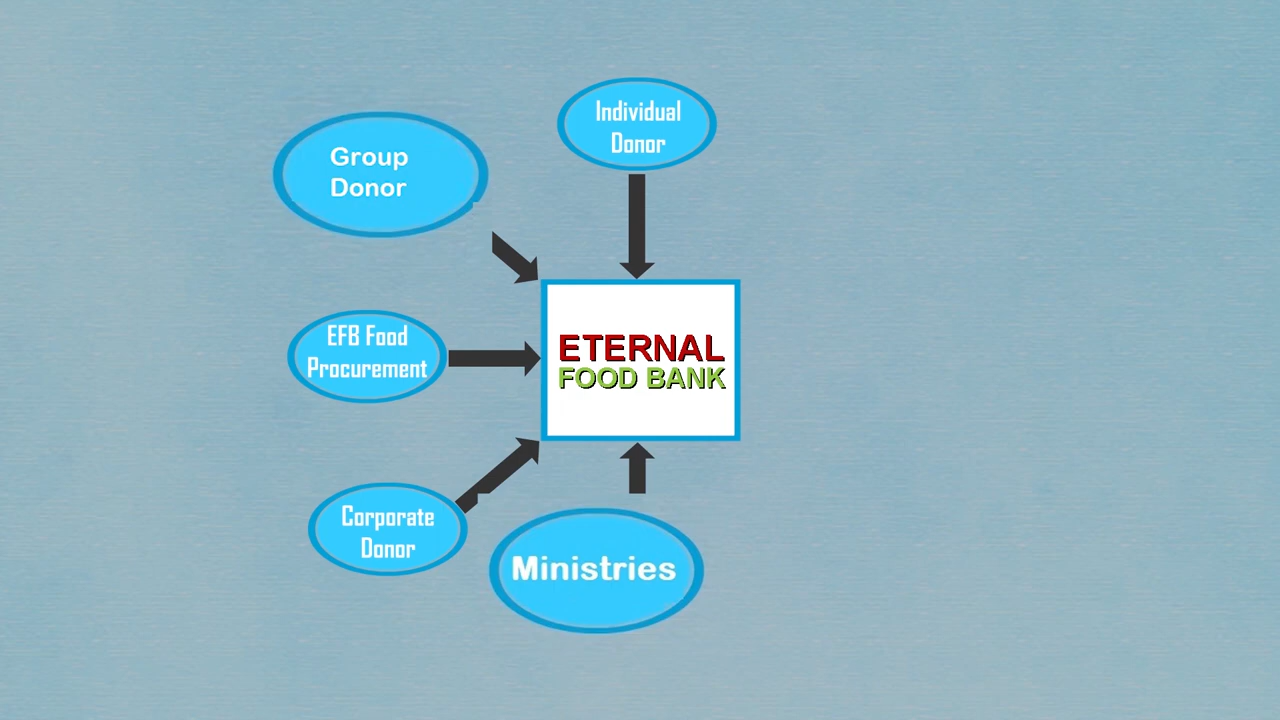 Individual
Donor
Group
Donor
EFB Food
Procurement
ETERNAL
FOOD BANK
Corporate
Donor
Ministries